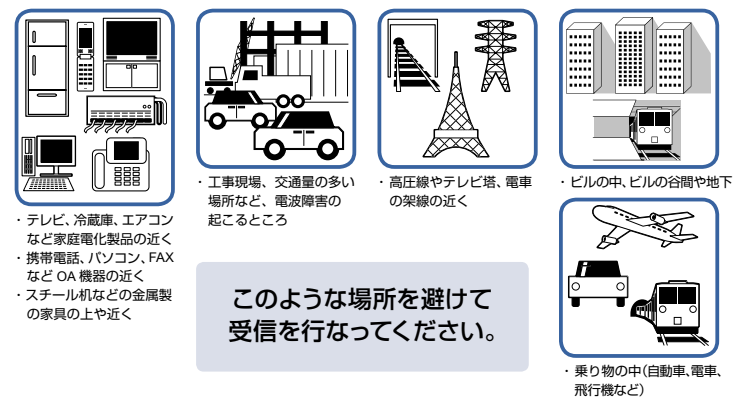 ・テレビ、冷蔵庫、エアコン
など家庭電化製品の近く
・携帯電話、パソコン、FAX
など OA 機器の近く
・スチール机などの金属製
の家具の上や近く
・工事現場、交通量の多い
場所など、電波障害の
起こるところ
・高圧線やテレビ塔、電車
の架線の近く
・ビルの中、ビルの谷間や地下
・乗り物の中(自動車、電車、
飛行機など)
このような場所を避けて
受信を行なってください。